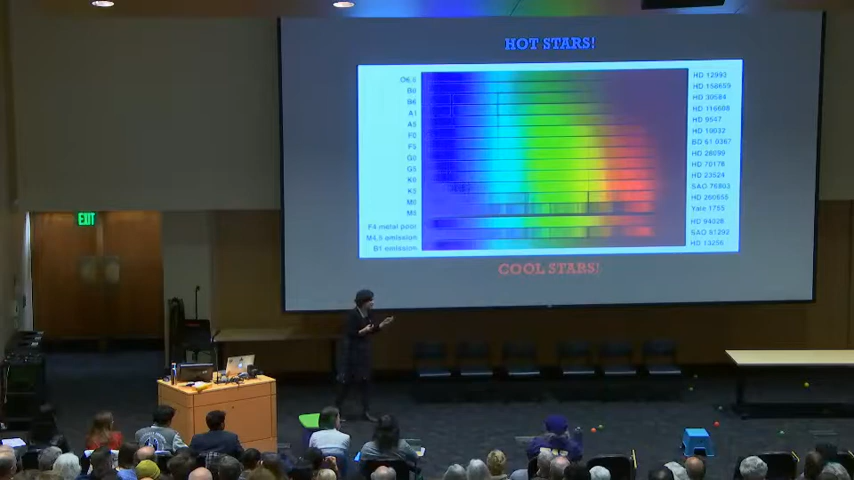 HOT STARS!
O6.5 HD 12993
B0 HD 158659
B6 HD 30584
A1 HD 116608
A5 HD 9547
F0 HD 10032
F5 BD 61 0367
G0 HD 28099
G5 HD 70178
K0 HD 23524
K5 SAO 76803
M0 HD 260655
M5 Yale 1755
F4 metal poor HD 94028
M4.5 emission SAO 81292
B1 emission HD 13256
COOL STARS!
EXIT